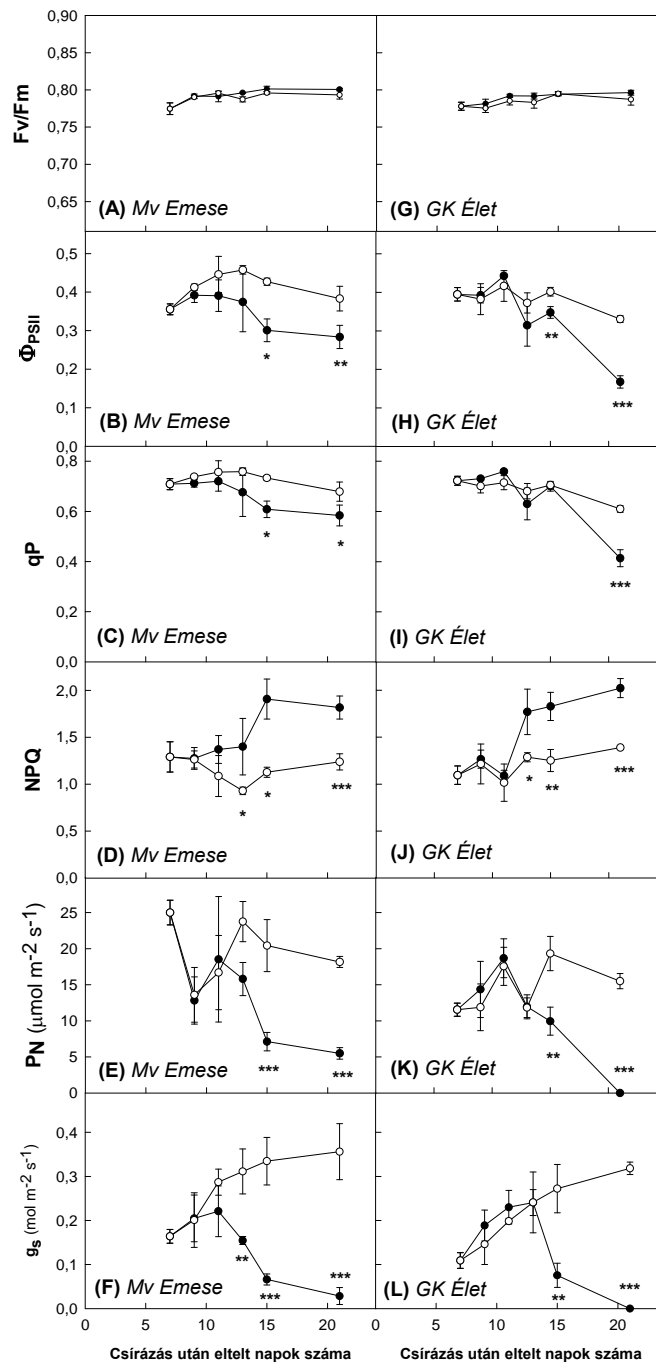 Fv/Fm
0,90
0,85
0,80
0,75
0,70
0,65
(A) Mv Emese
(G) GK Élet
ΦPSII
0,5
0,4
0,3
0,2
0,1
0,0
*
**
(B) Mv Emese
**
***
(H) GK Élet
qP
0,8
0,6
0,4
0,2
0,0
*
*
(C) Mv Emese
***
(I) GK Élet
NPQ
2,0
1,5
1,0
0,5
0,0
*
*
***
(D) Mv Emese
*
**
***
(J) GK Élet
PN (μmol m-2 s-1)
25
20
15
10
5
0
***
***
(E) Mv Emese
**
***
(K) GK Élet
gs (mol m-2 s-1)
0,4
0,3
0,2
0,1
0,0
**
***
***
(F) Mv Emese
**
***
(L) GK Élet
0 5 10 15 20
0 5 10 15 20
Csírázás után eltelt napok száma
Csírázás után eltelt napok száma